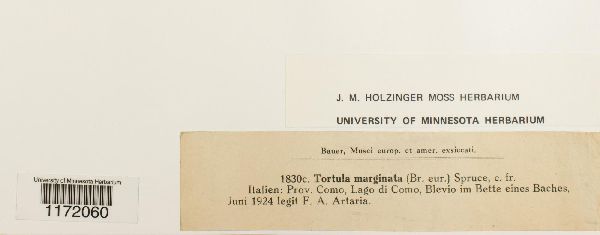 J. M. HOLZINGER MOSS HERBARIUM
UNIVERSITY OF MINNESOTA HERBARIUM
Bauer, Musci europ. et amer. exsiccati.
1830c. Tortula marginata (Br. eur.) Spruce, c. fr.
Italien: Prov. Como, Lago di Como, Blevio im Bette eines Baches,
Juni 1924 legit F. A. Artaria.
University of Minnesota Herbarium
1172060